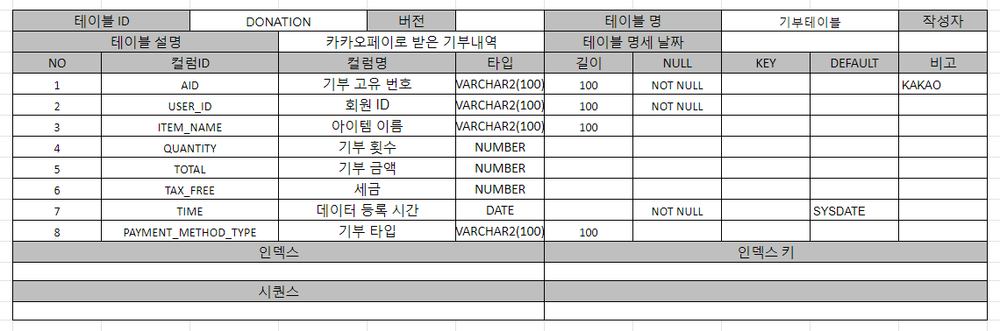 테이블 ID DONATION 버전 테이블 명 기부테이블 작성자
테이블 설명 카카오페이로 받은 기부내역 테이블 명세 날짜
NO 컬럼ID 컬럼명 타입 길이 NULL KEY DEFAULT 비고
1 AID 기부 고유 번호 VARCHAR2(100) 100 NOT NULL KAKAO
2 USER_ID 회원 ID VARCHAR2(100) 100 NOT NULL
3 ITEM_NAME 아이템 이름 VARCHAR2(100) 100
4 QUANTITY 기부 횟수 NUMBER
5 TOTAL 기부 금액 NUMBER
6 TAX_FREE 세금 NUMBER
7 TIME 데이터 등록 시간 DATE NOT NULL SYSDATE
8 PAYMENT_METHOD_TYPE 기부 타입 VARCHAR2(100) 100
인덱스 인덱스 키
시퀀스